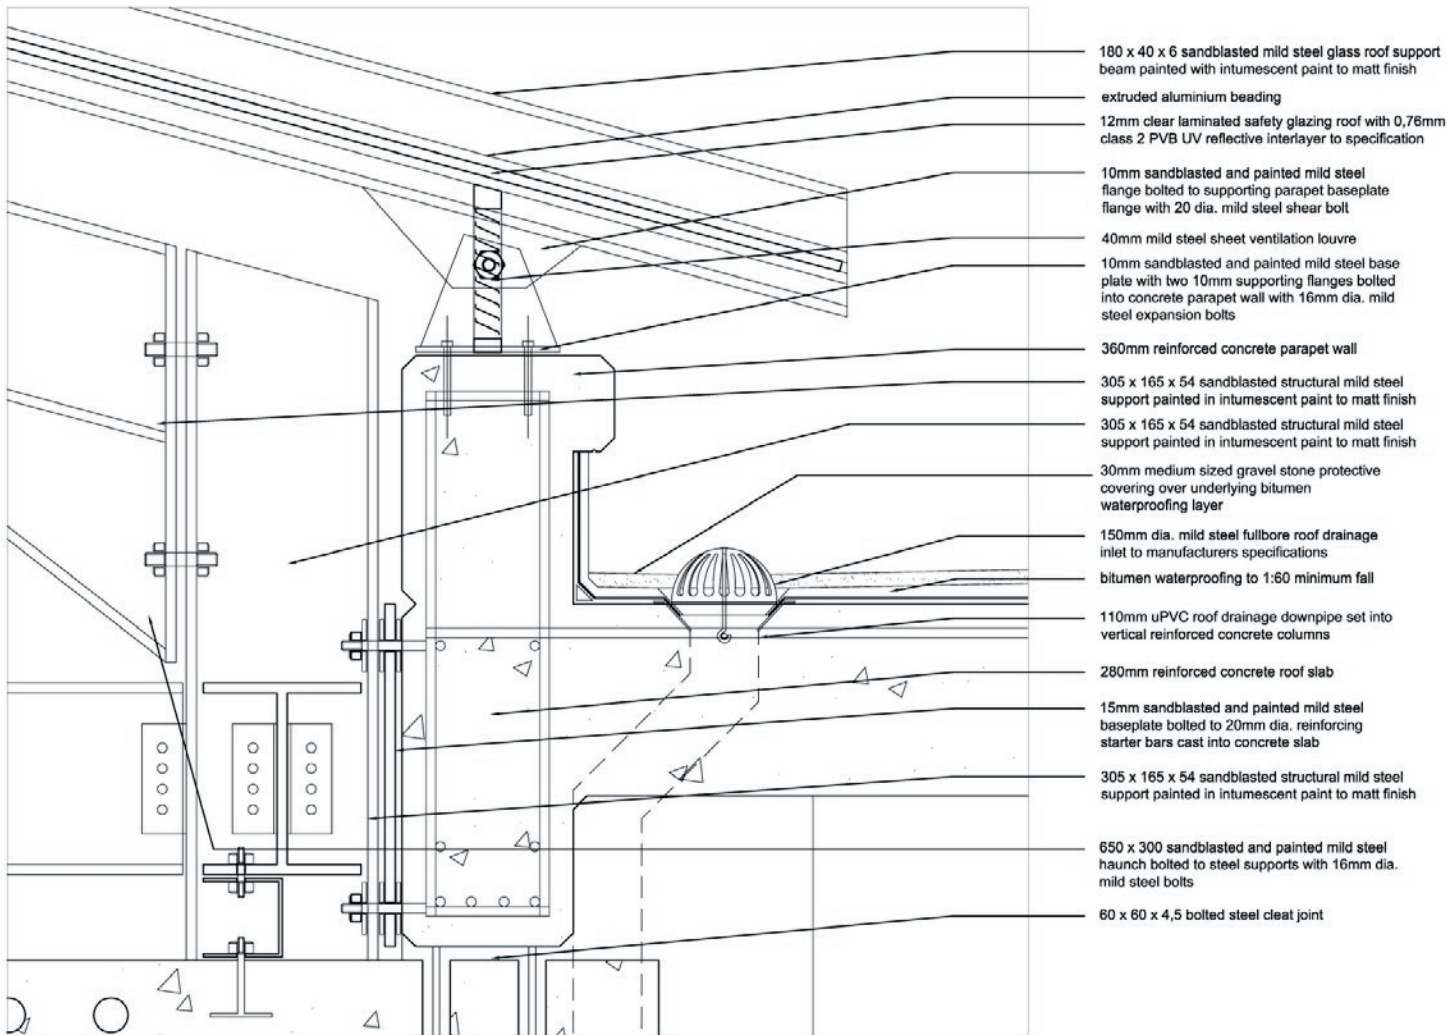 180 x 40 x 6 sandblasted mild steel glass roof support
beam painted with intumescent paint to matt finish
extruded aluminium beading
12mm clear laminated safety glazing roof with 0,76mm
class 2 PVB UV reflective interlayer to specification
10mm sandblasted and painted mild steel
flange bolted to supporting parapet baseplate
flange with 20 dia. mild steel shear bolt
40mm mild steel sheet ventilation louvre
10mm sandblasted and painted mild steel base
plate with two 10mm supporting flanges bolted
into concrete parapet wall with 16mm dia. mild
steel expansion bolts
360mm reinforced concrete parapet wall
305 x 165 x 54 sandblasted structural mild steel
support painted in intumescent paint to matt finish
305 x 165 x 54 sandblasted structural mild steel
support painted in intumescent paint to matt finish
30mm medium sized gravel stone protective
covering over underlying bitumen
waterproofing layer
150mm dia. mild steel fullbore roof drainage
inlet to manufacturers specifications
bitumen waterproofing to 1:60 minimum fall
110mm uPVC roof drainage downpipe set into
vertical reinforced concrete columns
280mm reinforced concrete roof slab
15mm sandblasted and painted mild steel
baseplate bolted to 20mm dia. reinforcing
starter bars cast into concrete slab
305 x 165 x 54 sandblasted structural mild steel
support painted in intumescent paint to matt finish
650 x 300 sandblasted and painted mild steel
haunch bolted to steel supports with 16mm dia.
mild steel bolts
60 x 60 x 4,5 bolted steel cleat joint